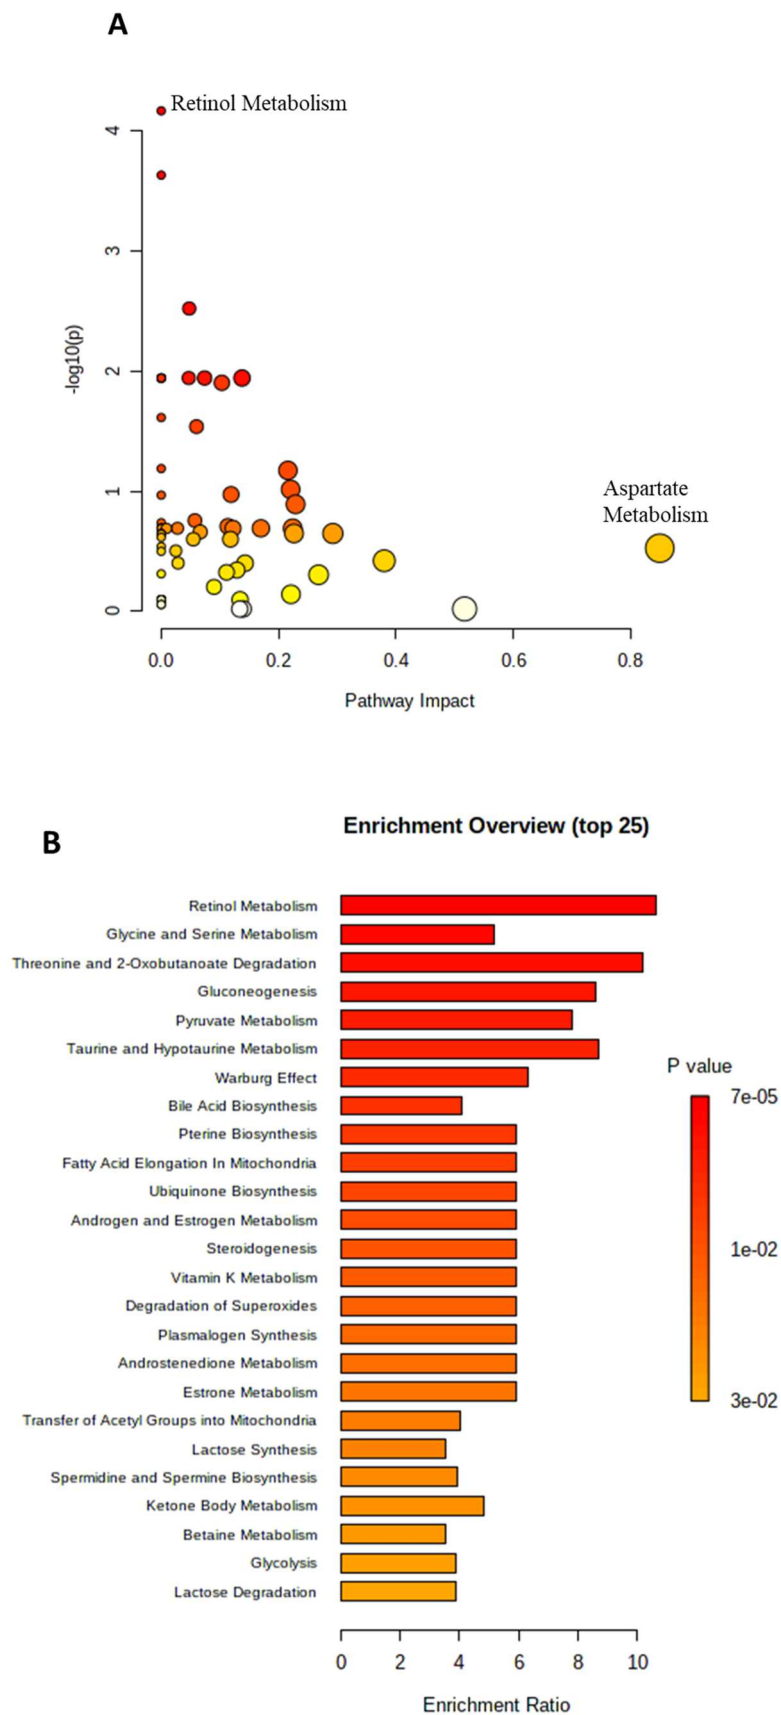 A
Retinol Metabolism
4
3
2
1
0
-log10(p)
Aspartate
Metabolism
0.0 0.2 0.4 0.6 0.8
Pathway Impact
B
Enrichment Overview (top 25)
Retinol Metabolism
Glycine and Serine Metabolism
Threonine and 2-Oxobutanoate Degradation
Gluconeogenesis
Pyruvate Metabolism
Taurine and Hypotaurine Metabolism
Warburg Effect
Bile Acid Biosynthesis
Pterine Biosynthesis
Fatty Acid Elongation In Mitochondria
Ubiquinone Biosynthesis
Androgen and Estrogen Metabolism
Steroidogenesis
Vitamin K Metabolism
Degradation of Superoxides
Plasmalogen Synthesis
Androstenedione Metabolism
Estrone Metabolism
Transfer of Acetyl Groups into Mitochondria
Lactose Synthesis
Spermidine and Spermine Biosynthesis
Ketone Body Metabolism
Betaine Metabolism
Glycolysis
Lactose Degradation
P value
7e-05
1e-02
3e-02
0 2 4 6 8 10
Enrichment Ratio